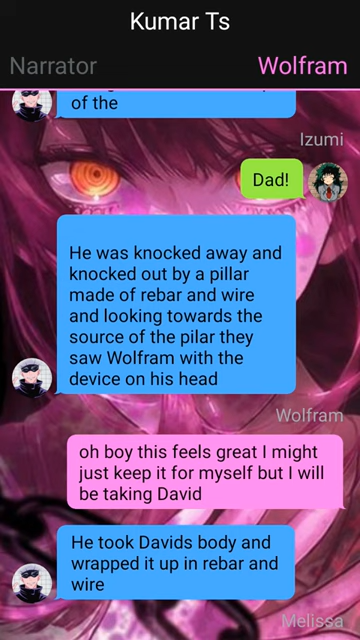 Kumar Ts
Narrator
Wolfram
of the
Izumi
Dad!
He was knocked away and
knocked out by a pillar
made of rebar and wire
and looking towards the
source of the pilar they
saw Wolfram with the
device on his head
Wolfram
oh boy this feels great I might
just keep it for myself but I will
be taking David
He took Davids body and
wrapped it up in rebar and
wire
Melissa